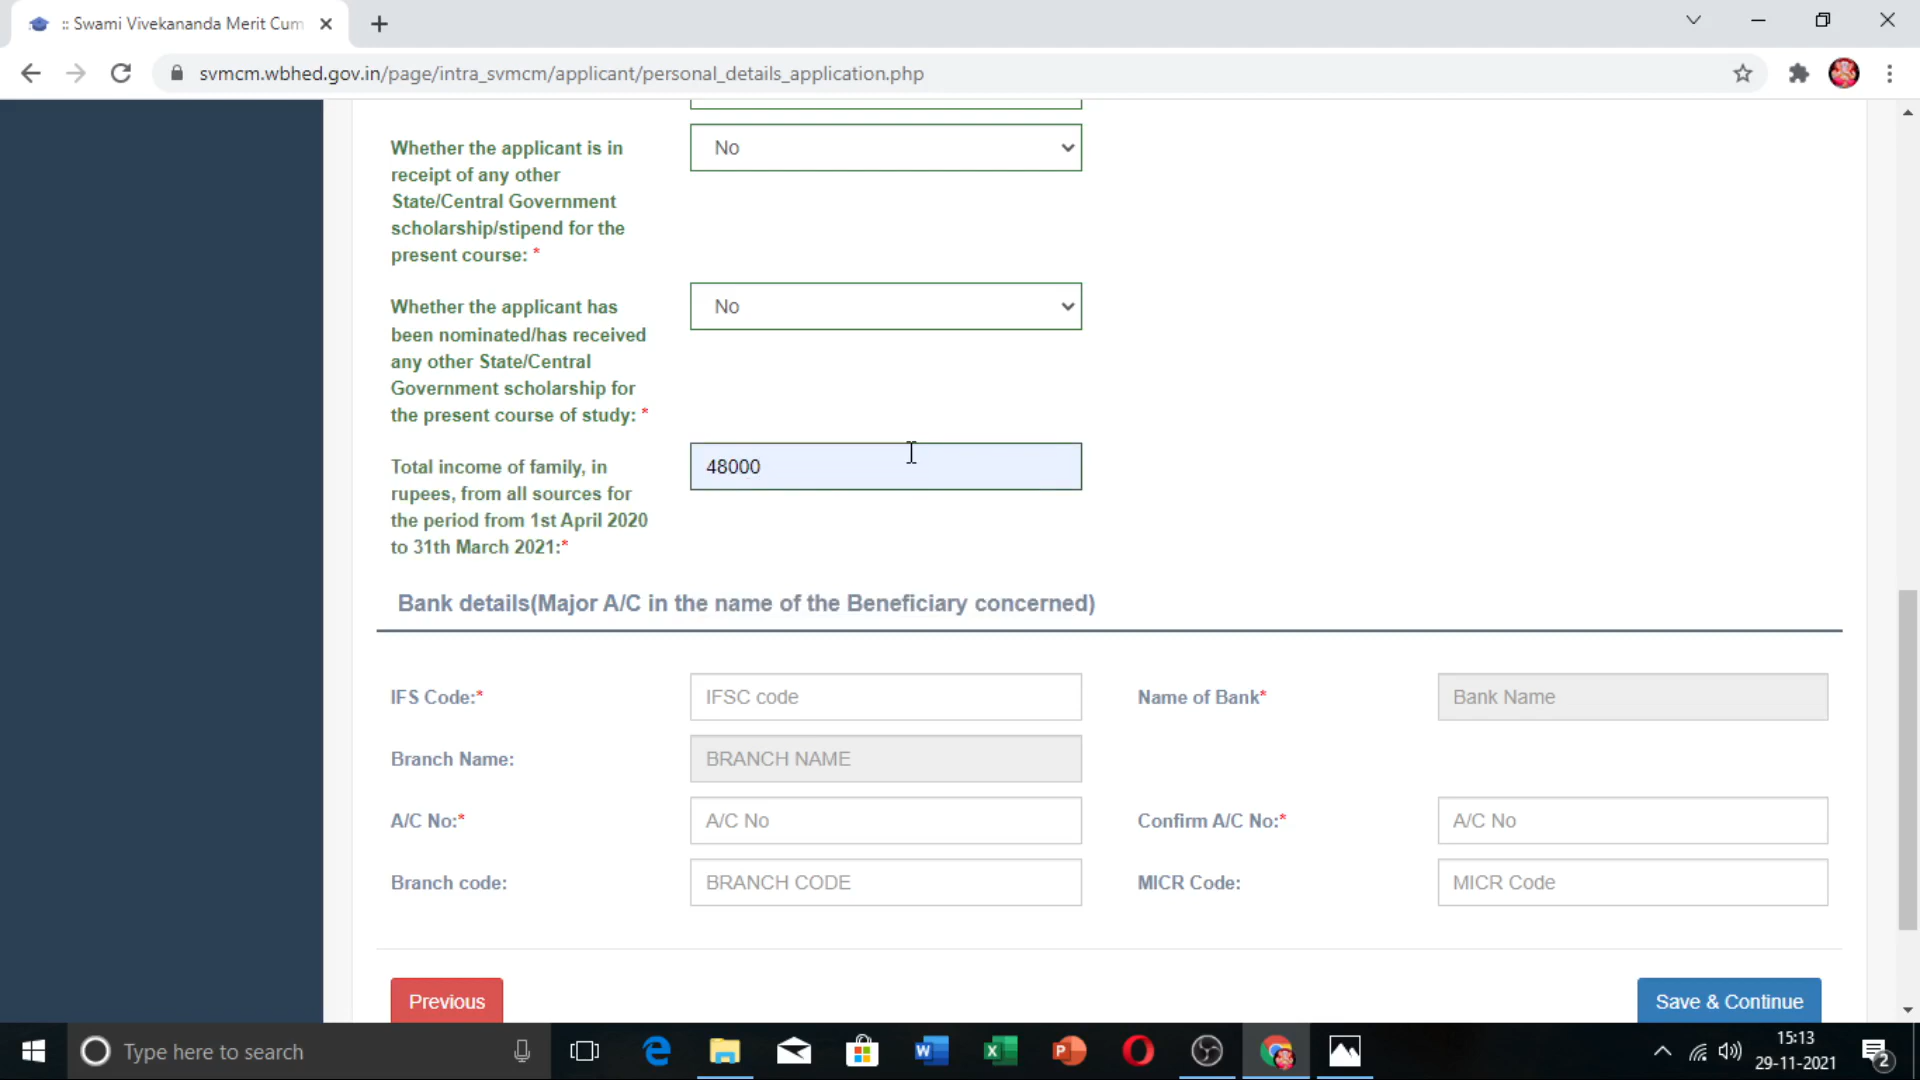 :: Swami Vivekananda Merit Cum
svmcm.wbhed.gov.in/page/intra_svmcm/applicant/personal_details_application.php
Whether the applicant is in
receipt of any other
State/Central Government
scholarship/stipend for the
present course: *
No
Whether the applicant has
been nominated/has received
any other State/Central
Government scholarship for
the present course of study: *
No
Total income of family, in
rupees, from all sources for
the period from 1st April 2020
to 31th March 2021:*
48000
Bank details(Major A/C in the name of the Beneficiary concerned)
IFS Code:*
IFSC code
Name of Bank*
Bank Name
Branch Name:
BRANCH NAME
A/C No:*
A/C No
Confirm A/C No:*
A/C No
Branch code:
BRANCH CODE
MICR Code:
MICR Code
Previous
Save & Continue
Type here to search
15:13
29-11-2021
2